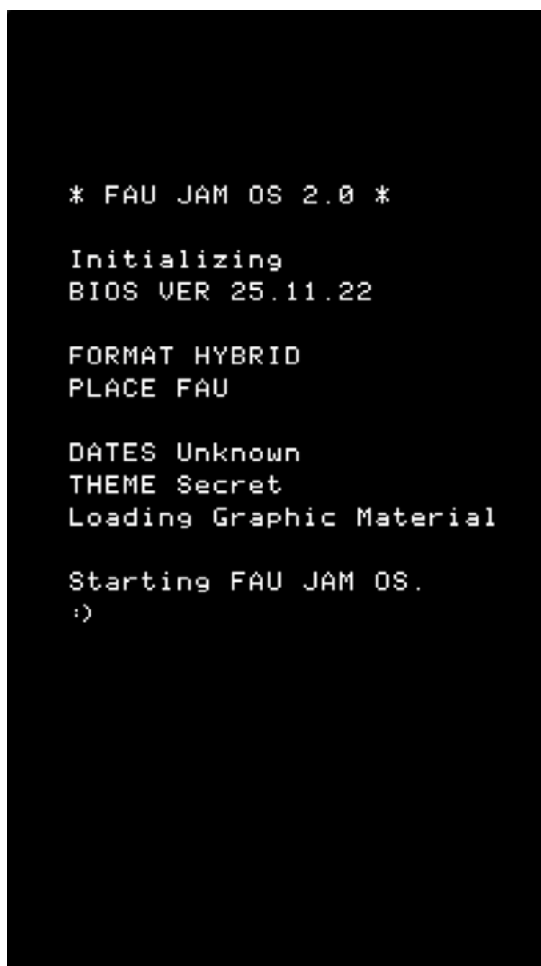 * FAU JAM OS 2.0 *
Initializing
BIOS VER 25.11.22
FORMAT HYBRID
PLACE FAU
DATES Unknown
THEME Secret
Loading Graphic Material
Starting FAU JAM OS.
:)